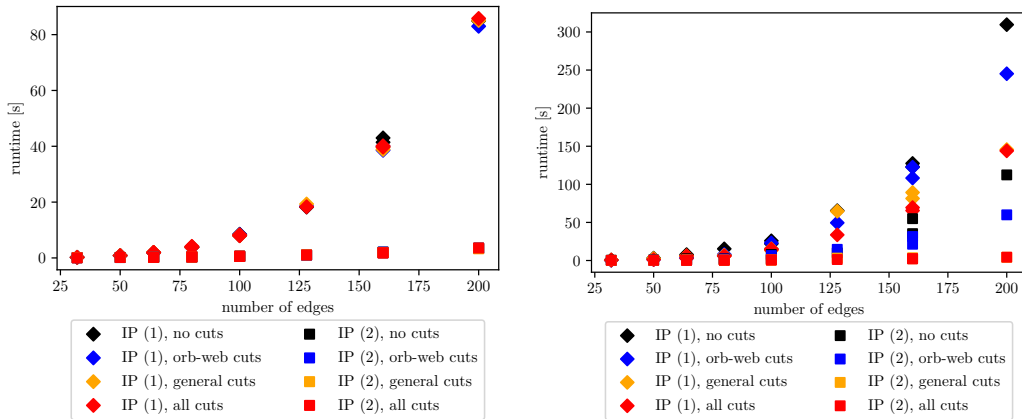 80
60
40
20
0
runtime [s]
25
50
75
100
125
150
175
200
number of edges
IP (1), no cuts
IP (1), orb-web cuts
IP (1), general cuts
IP (1), all cuts
IP (2), no cuts
IP (2), orb-web cuts
IP (2), general cuts
IP (2), all cuts
300
250
200
150
100
50
0
runtime [s]
25
50
75
100
125
150
175
200
number of edges
IP (1), no cuts
IP (1), orb-web cuts
IP (1), general cuts
IP (1), all cuts
IP (2), no cuts
IP (2), orb-web cuts
IP (2), general cuts
IP (2), all cuts